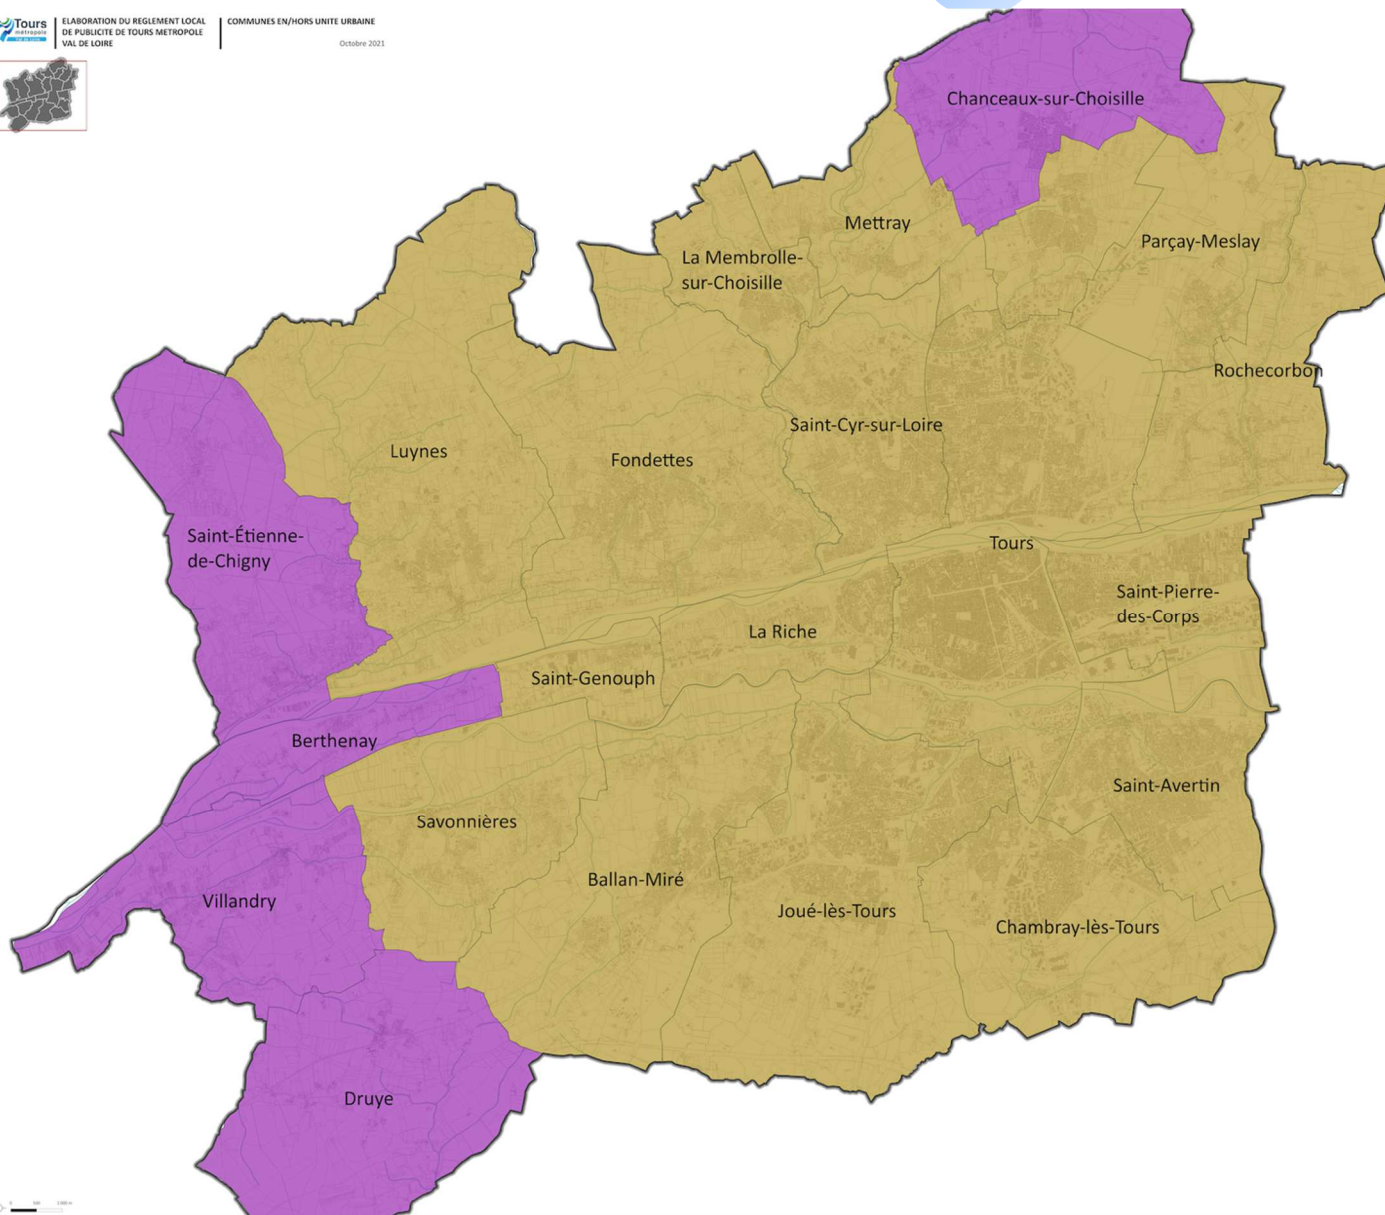 Tours
métropole
ELABORATION DU REGLEMENT LOCAL
DE PUBLICITE DE TOURS METROPOLE
VAL DE LOIRE
COMMUNES EN/HORS UNITE URBAINE
Octobre 2021
Chanceaux-sur-Choisille
Mettray
La Membrolle-
sur-Choisille
Parçay-Meslay
Rochecorbon
Saint-Cyr-sur-Loire
Luynes
Fondettes
Saint-Étienne-
de-Chigny
Tours
Saint-Pierre-
des-Corps
La Riche
Saint-Genouph
Berthenay
Saint-Avertin
Savonnières
Ballan-Miré
Villandry
Joué-lès-Tours
Chambray-lès-Tours
Druye